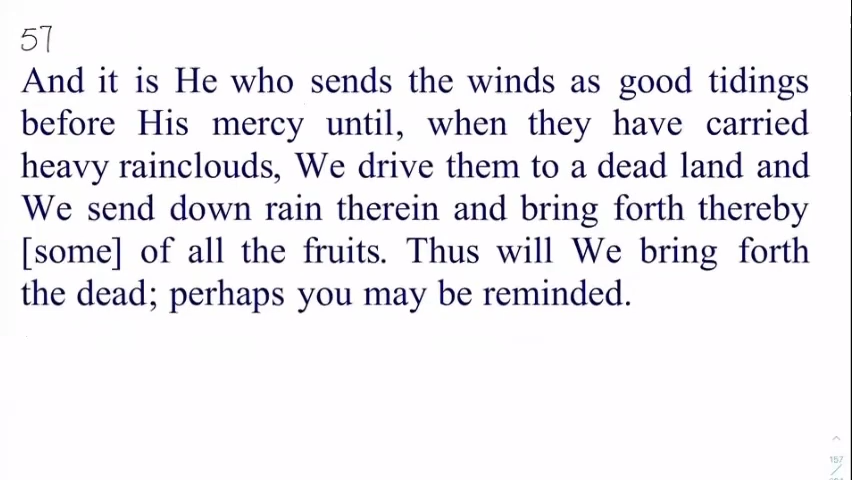 57
And it is He who sends the winds as good tidings
before His mercy until, when they have carried
heavy rainclouds, We drive them to a dead land and
We send down rain therein and bring forth thereby
[some] of all the fruits. Thus will We bring forth
the dead; perhaps you may be reminded.
157